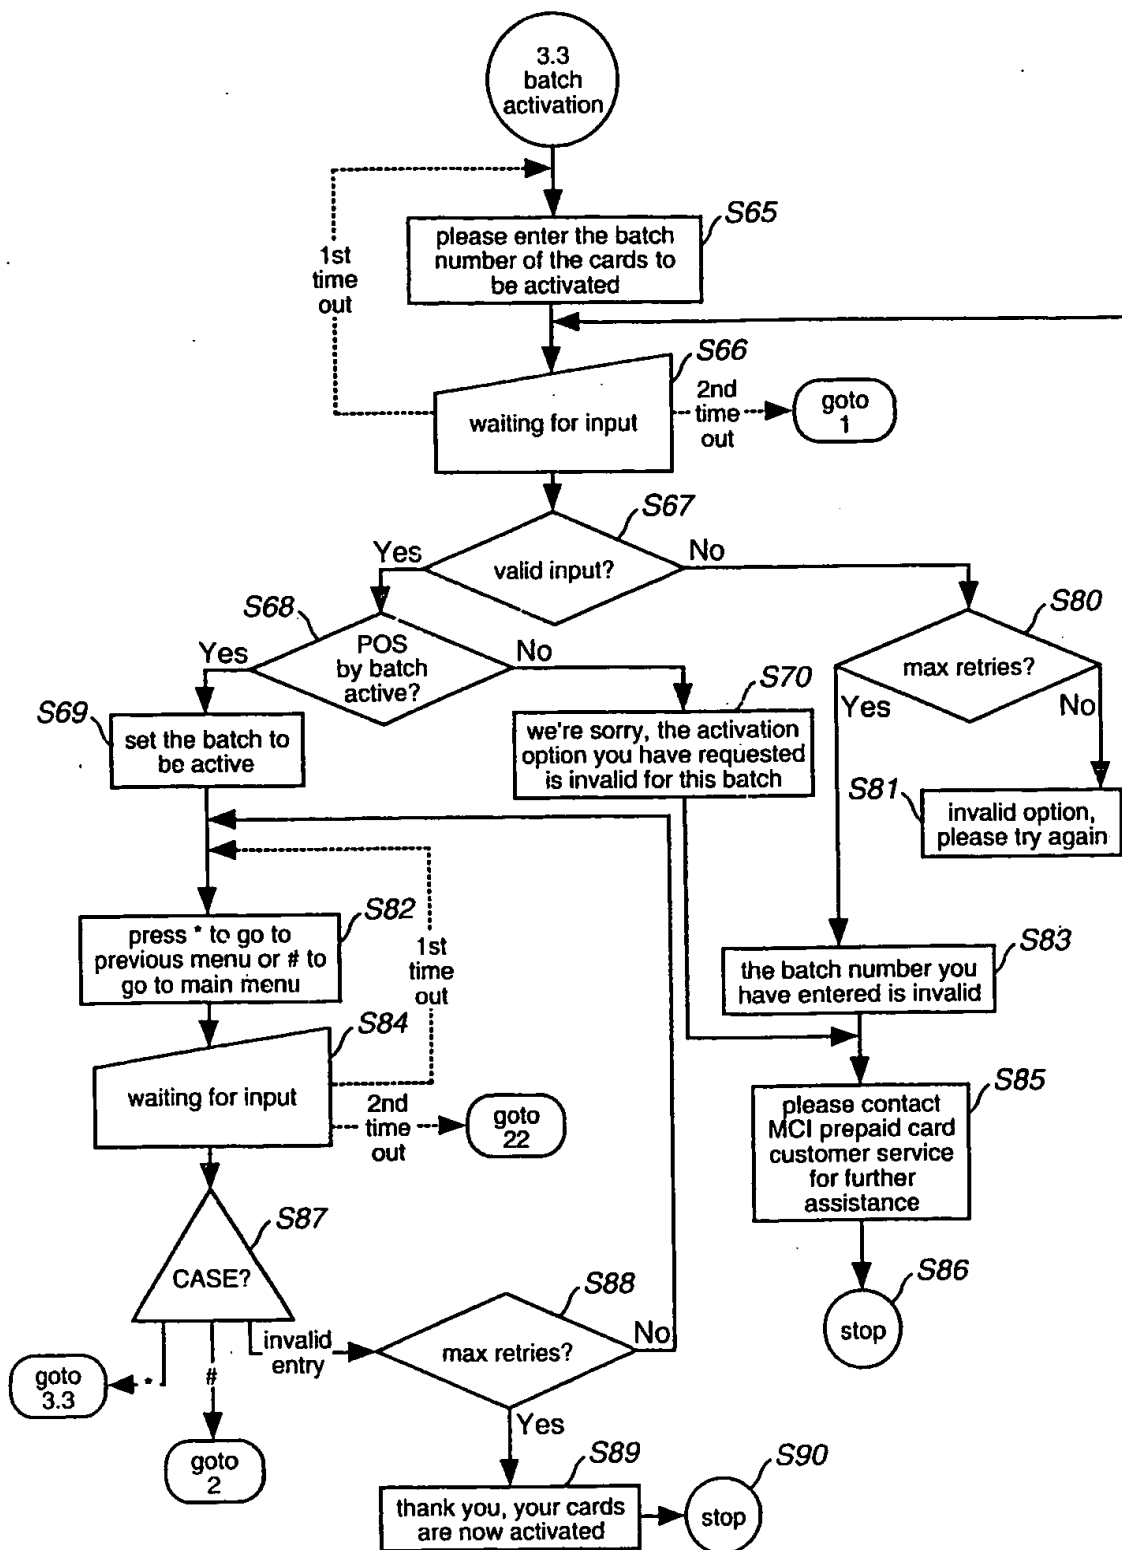 3.3
batch
activation
S65
please enter the batch
number of the cards to
be activated
1st
time
out
S66
waiting for input
2nd
time
out
goto
1
S67
valid input?
Yes
No
S68
POS
by batch
active?
Yes
No
S80
max retries?
Yes
No
S69
set the batch to
be active
S70
we're sorry, the activation
option you have requested
is invalid for this batch
S81
invalid option,
please try again
S82
press * to go to
previous menu or # to
go to main menu
1st
time
out
S83
the batch number you
have entered is invalid
S84
waiting for input
2nd
time
out
goto
22
S85
please contact
MCI prepaid card
customer service
for further
assistance
S86
stop
S87
CASE?
*
#
invalid
entry
goto
3.3
goto
2
S88
max retries?
No
Yes
S89
thank you, your cards
are now activated
S90
stop